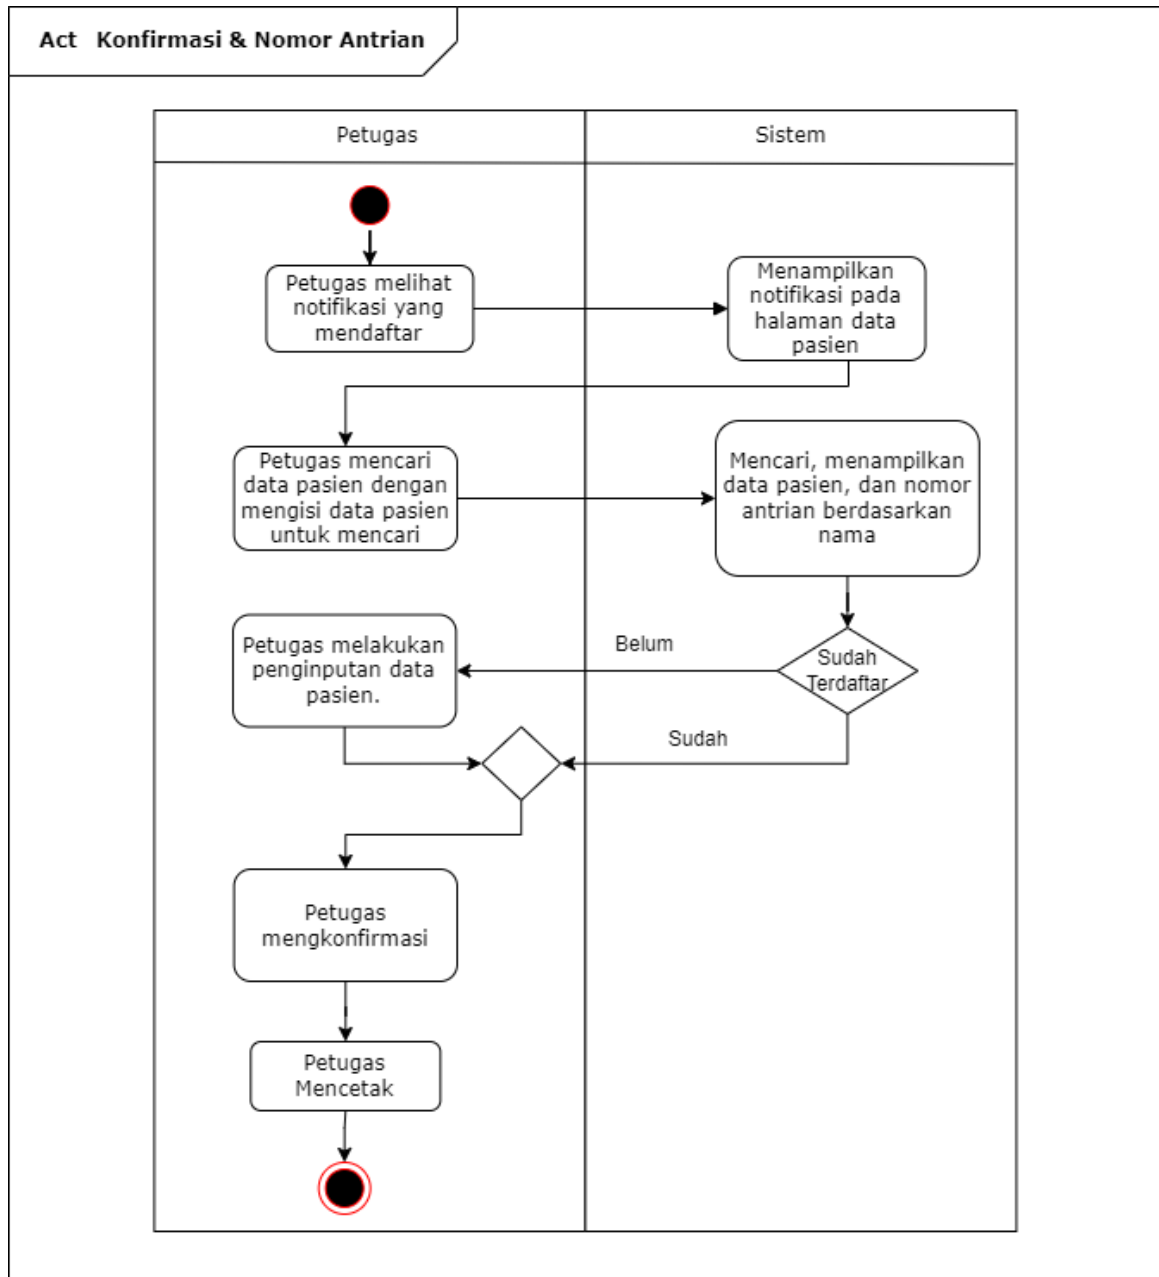 Act Konfirmasi & Nomor Antrian
Petugas
Sistem
Petugas melihat
notifikasi yang
mendaftar
Menampilkan
notifikasi pada
halaman data
pasien
Petugas mencari
data pasien dengan
mengisi data pasien
untuk mencari
Mencari, menampilkan
data pasien, dan nomor
antrian berdasarkan
nama
Sudah
Terdaftar
Belum
Petugas melakukan
penginputan data
pasien.
Sudah
Petugas
mengkonfirmasi
Petugas
Mencetak